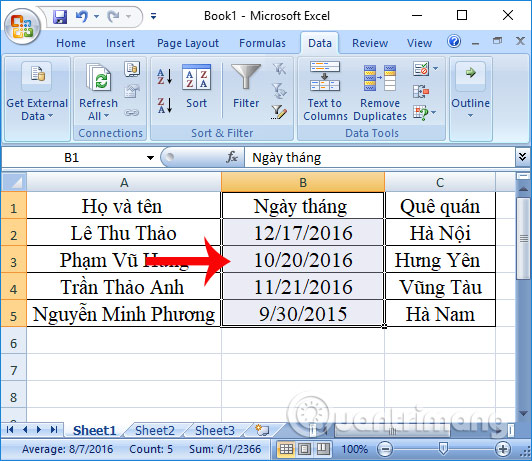 Book1 - Microsoft Excel
Home Insert Page Layout Formulas Data Review View
Get External Data
Refresh All
Sort
Filter
Text to Columns
Remove Duplicates
Outline
Connections Sort & Filter Data Tools
B1 fx Ngày tháng
A B C
1 Họ và tên Ngày tháng Quê quán
2 Lê Thu Thảo 12/17/2016 Hà Nội
3 Phạm Vũ 10/20/2016 Hưng Yên
4 Trần Thảo Anh 11/21/2016 Vũng Tàu
5 Nguyễn Minh Phương 9/30/2015 Hà Nam
6
7
8
Sheet1 Sheet2 Sheet3
Quantrimang
Average: 8/7/2016 Count: 5 Sum: 6/1/2366 100%